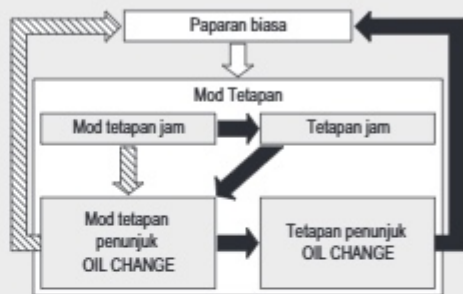 Paparan biasa
Mod Tetapan
Mod tetapan jam
Tetapan jam
Mod tetapan
penunjuk
OIL CHANGE
Tetapan penunjuk
OIL CHANGE